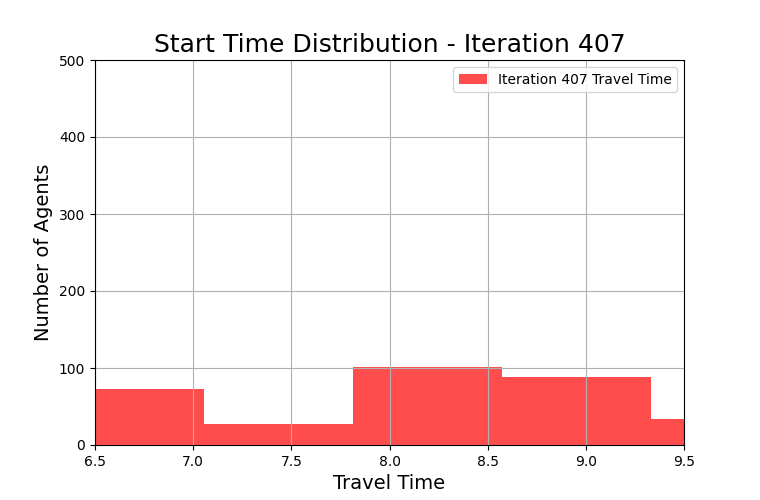 Start Time Distribution - Iteration 407
Iteration 407 Travel Time
Number of Agents
500
400
300
200
100
0
6.5 7.0 7.5 8.0 8.5 9.0 9.5
Travel Time